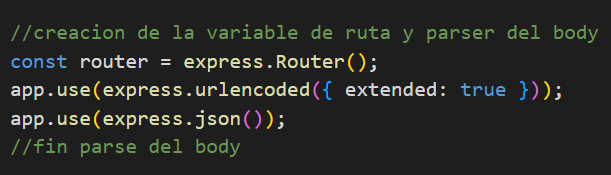 //creacion de la variable de ruta y parser del body
const router = express.Router();
app.use(express.urlencoded({ extended: true }));
app.use(express.json());
//fin parse del body